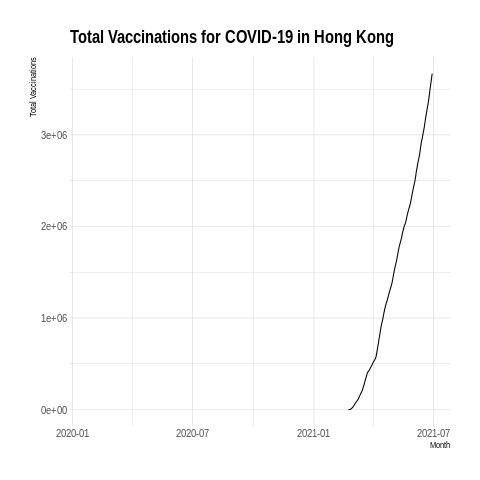 Total Vaccinations for COVID-19 in Hong Kong
Total Vaccinations
3e+06
2e+06
1e+06
0e+00
2020-01 2020-07 2021-01 2021-07
Month